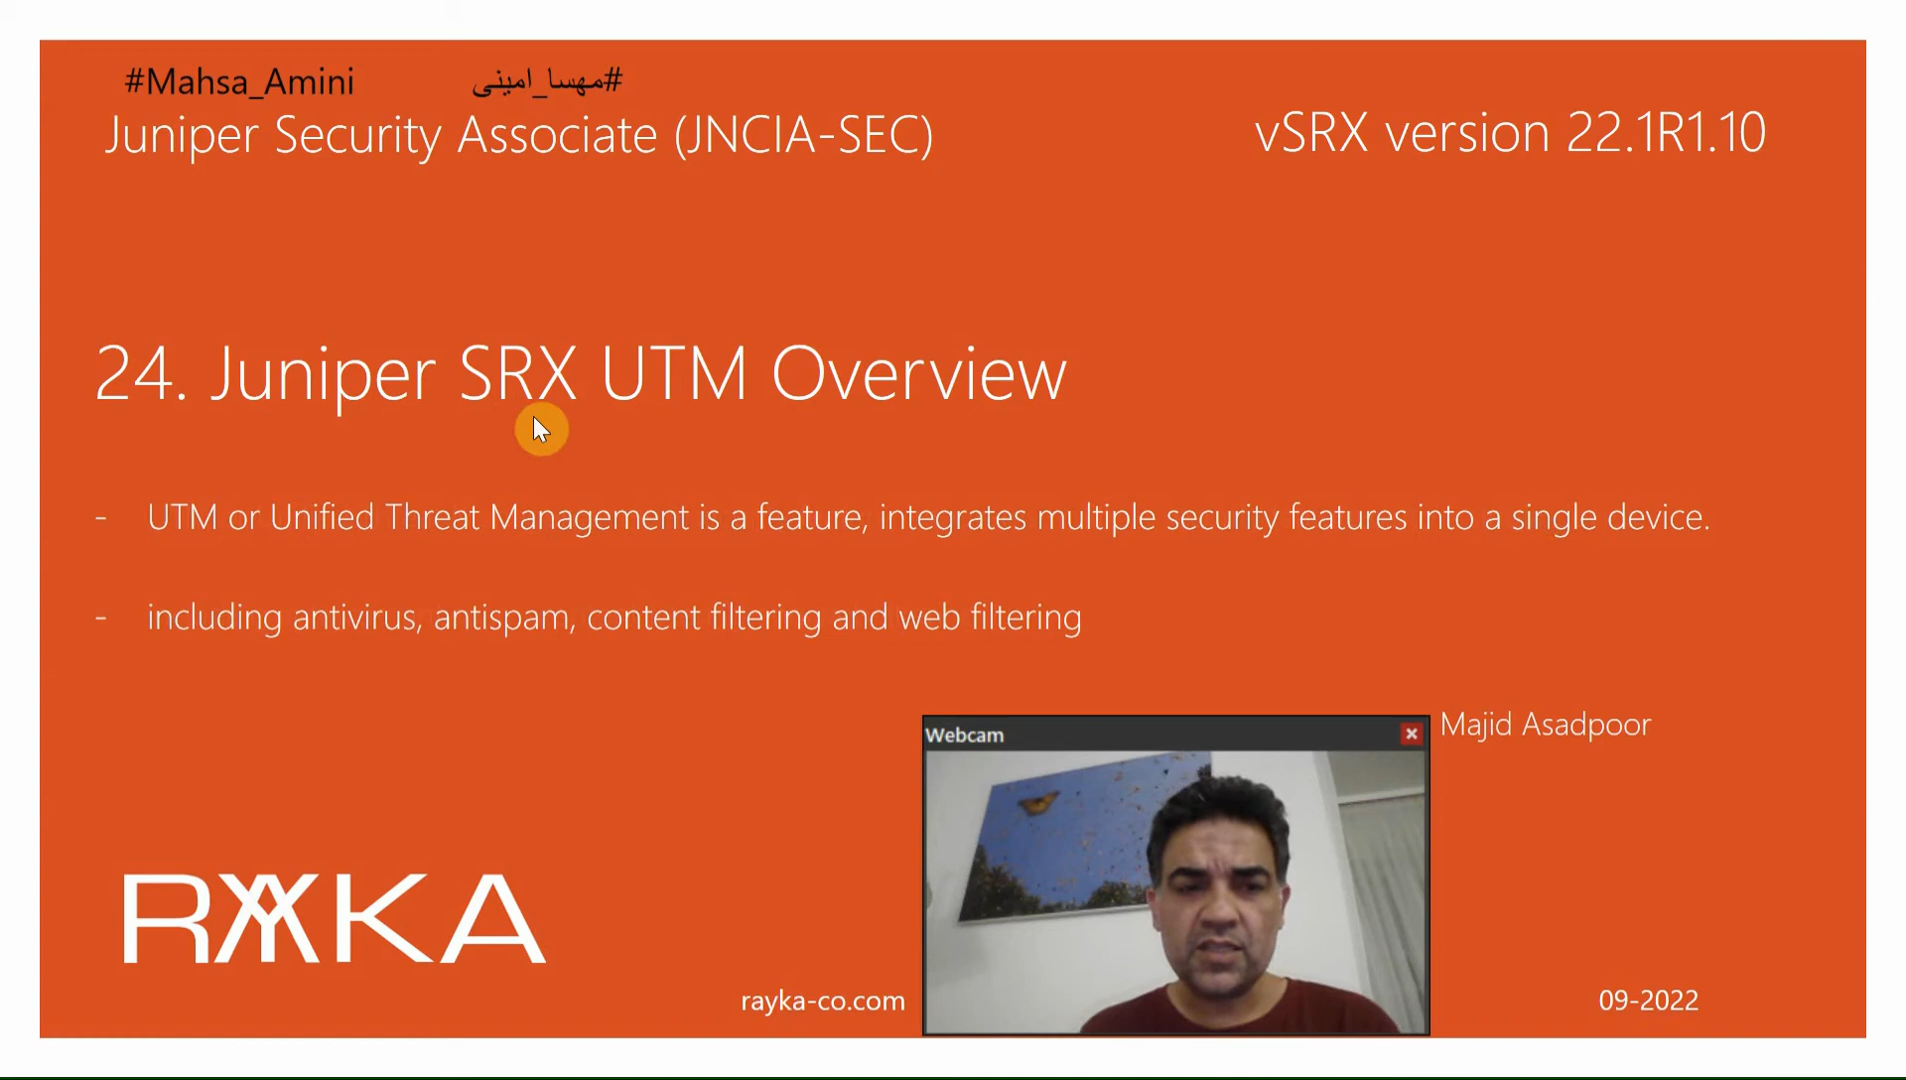 #Mahsa_Amini #مهسا_امینی
Juniper Security Associate (JNCIA-SEC) vSRX version 22.1R1.10
24. Juniper SRX UTM Overview
- UTM or Unified Threat Management is a feature, integrates multiple security features into a single device.
- including antivirus, antispam, content filtering and web filtering
Majid Asadpoor
Webcam
RAYKA
rayka-co.com
09-2022